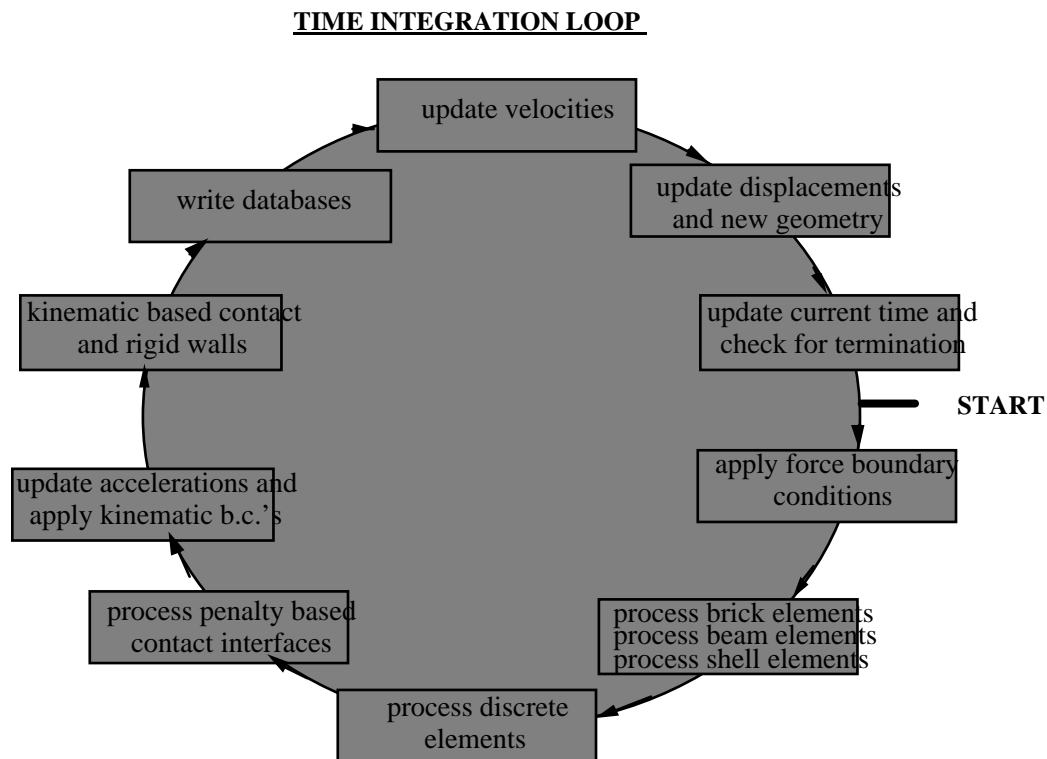 TIME INTEGRATION LOOP
update velocities
update displacements
and new geometry
update current time and
check for termination
START
apply force boundary
conditions
process brick elements
process beam elements
process shell elements
process discrete
elements
process penalty based
contact interfaces
update accelerations and
apply kinematic b.c.’s
kinematic based contact
and rigid walls
write databases